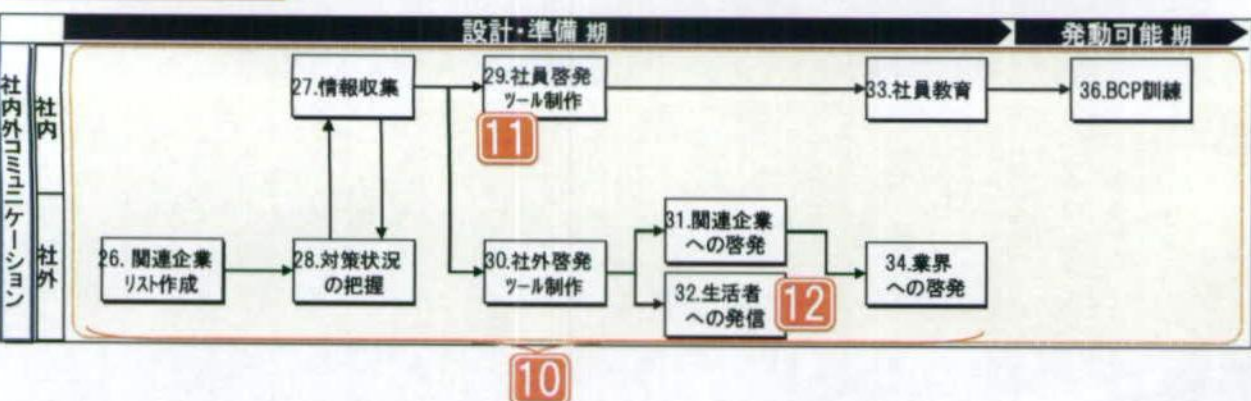 設計・準備 期
発動可能 期
社内外コミュニケーション
社内
27.情報収集
29.社員啓発
ツール制作
11
33.社員教育
36.BCP訓練
社外
26. 関連企業
リスト作成
28.対策状況
の把握
30.社外啓発
ツール制作
31.関連企業
への啓発
32.生活者
への発信
12
34.業界
への啓発
10